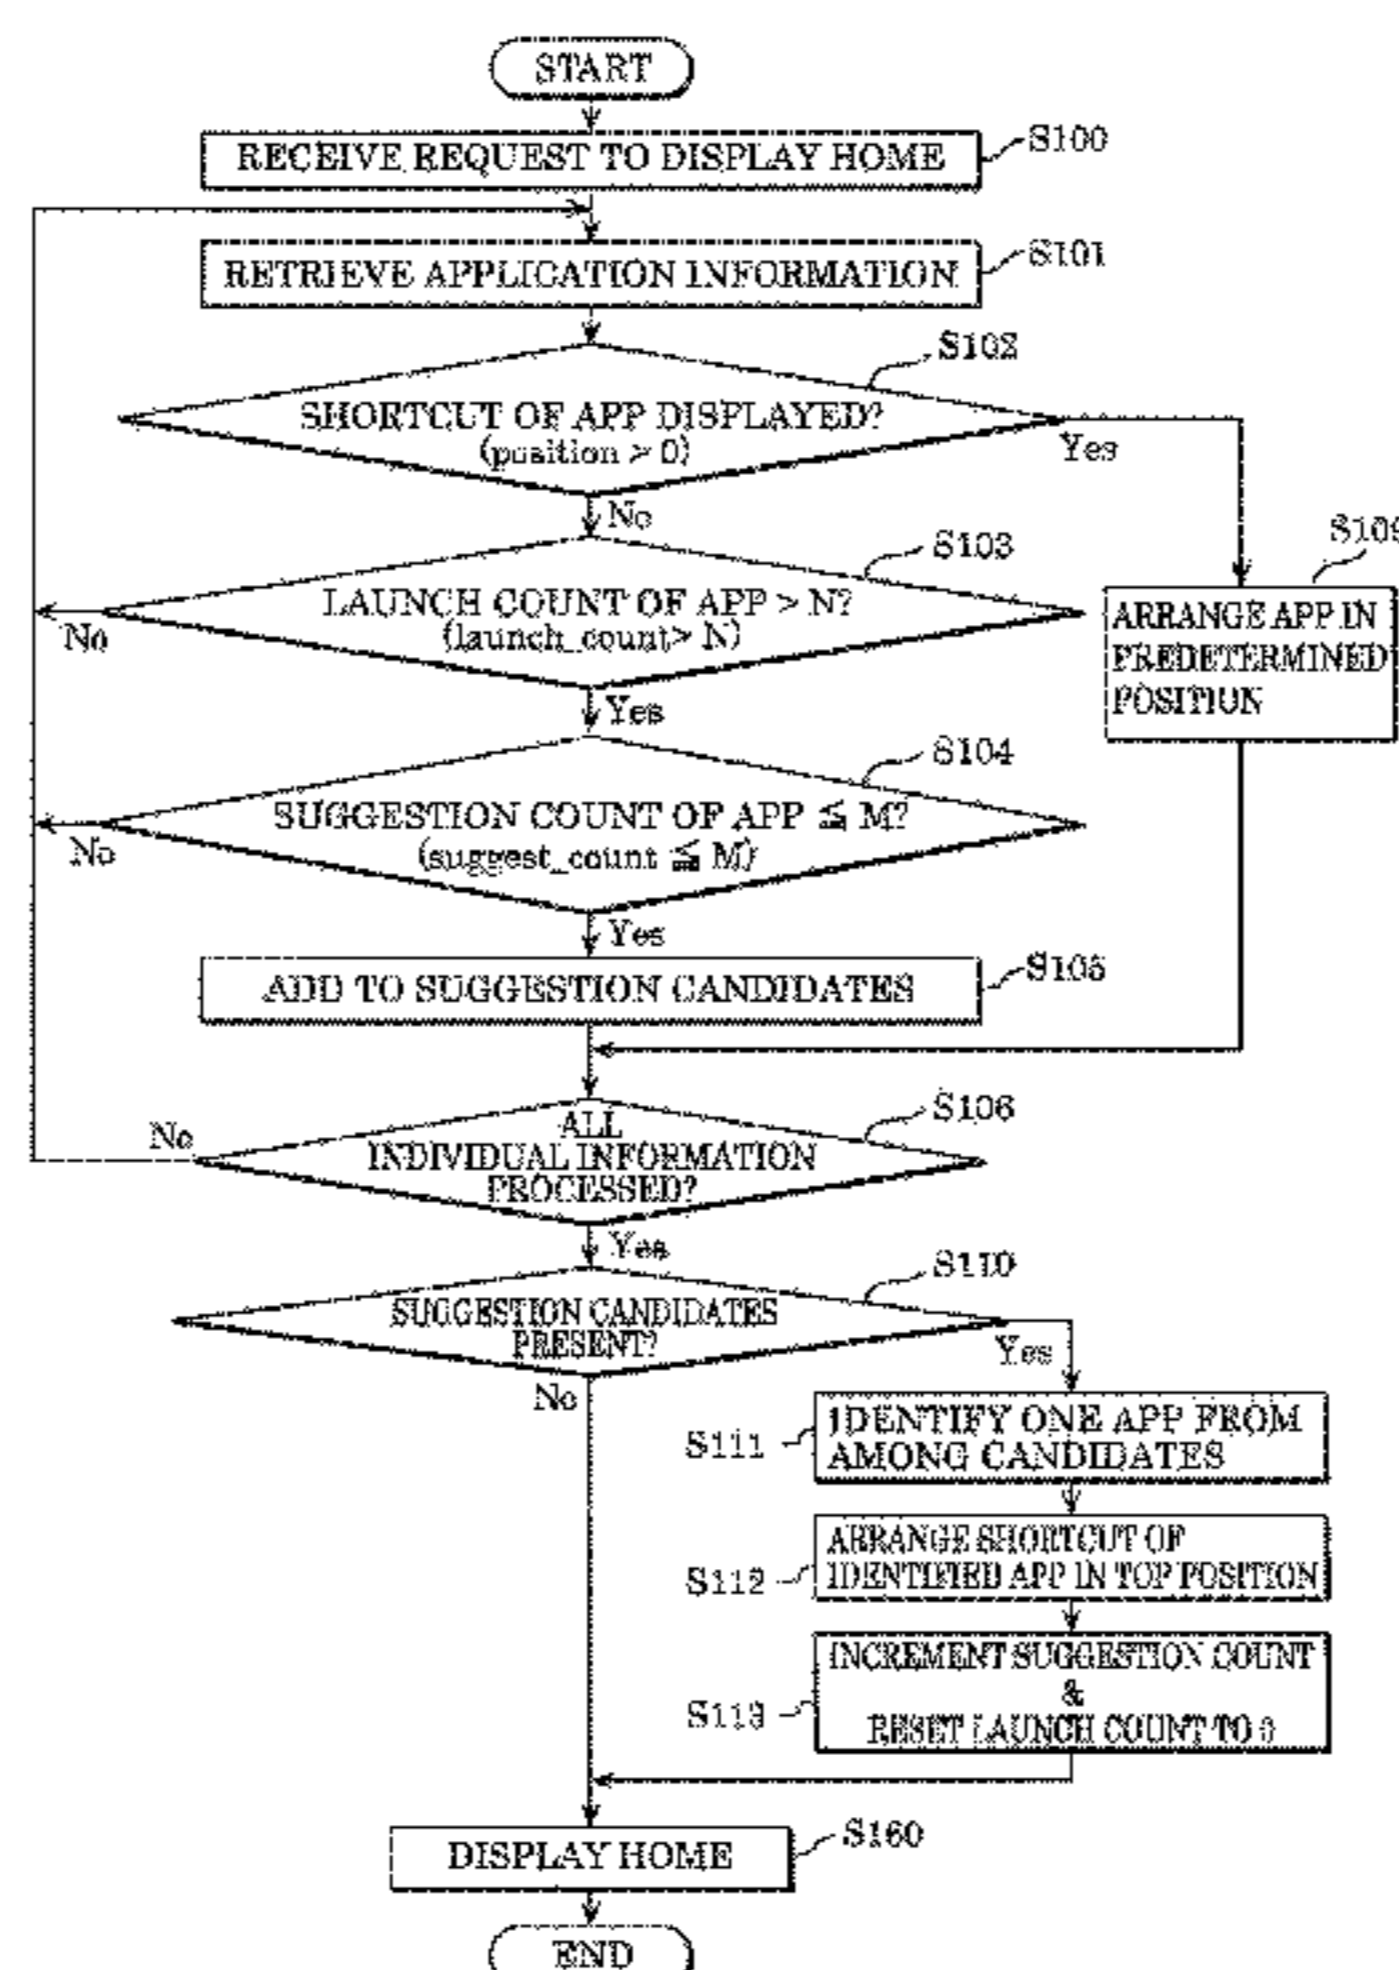 START
RECEIVE REQUEST TO DISPLAY HOME
S100
RETRIEVE APPLICATION INFORMATION
S101
S102
SHORTCUT OF APP DISPLAYED?
(position > 0)
Yes
No
S103
S109
LAUNCH COUNT OF APP > N?
(launch_count> N)
No
ARRANGE APP IN
PREDETERMINED
POSITION
Yes
S104
SUGGESTION COUNT OF APP ≦ M?
(suggest_count ≦ M)
No
Yes
ADD TO SUGGESTION CANDIDATES
S105
S106
No
ALL
INDIVIDUAL INFORMATION
PROCESSED?
Yes
S110
SUGGESTION CANDIDATES
PRESENT?
Yes
No
S111
IDENTIFY ONE APP FROM
AMONG CANDIDATES
S112
ARRANGE SHORTCUT OF
IDENTIFIED APP IN TOP POSITION
S113
INCREMENT SUGGESTION COUNT
&
RESET LAUNCH COUNT TO 0
DISPLAY HOME
S160
END